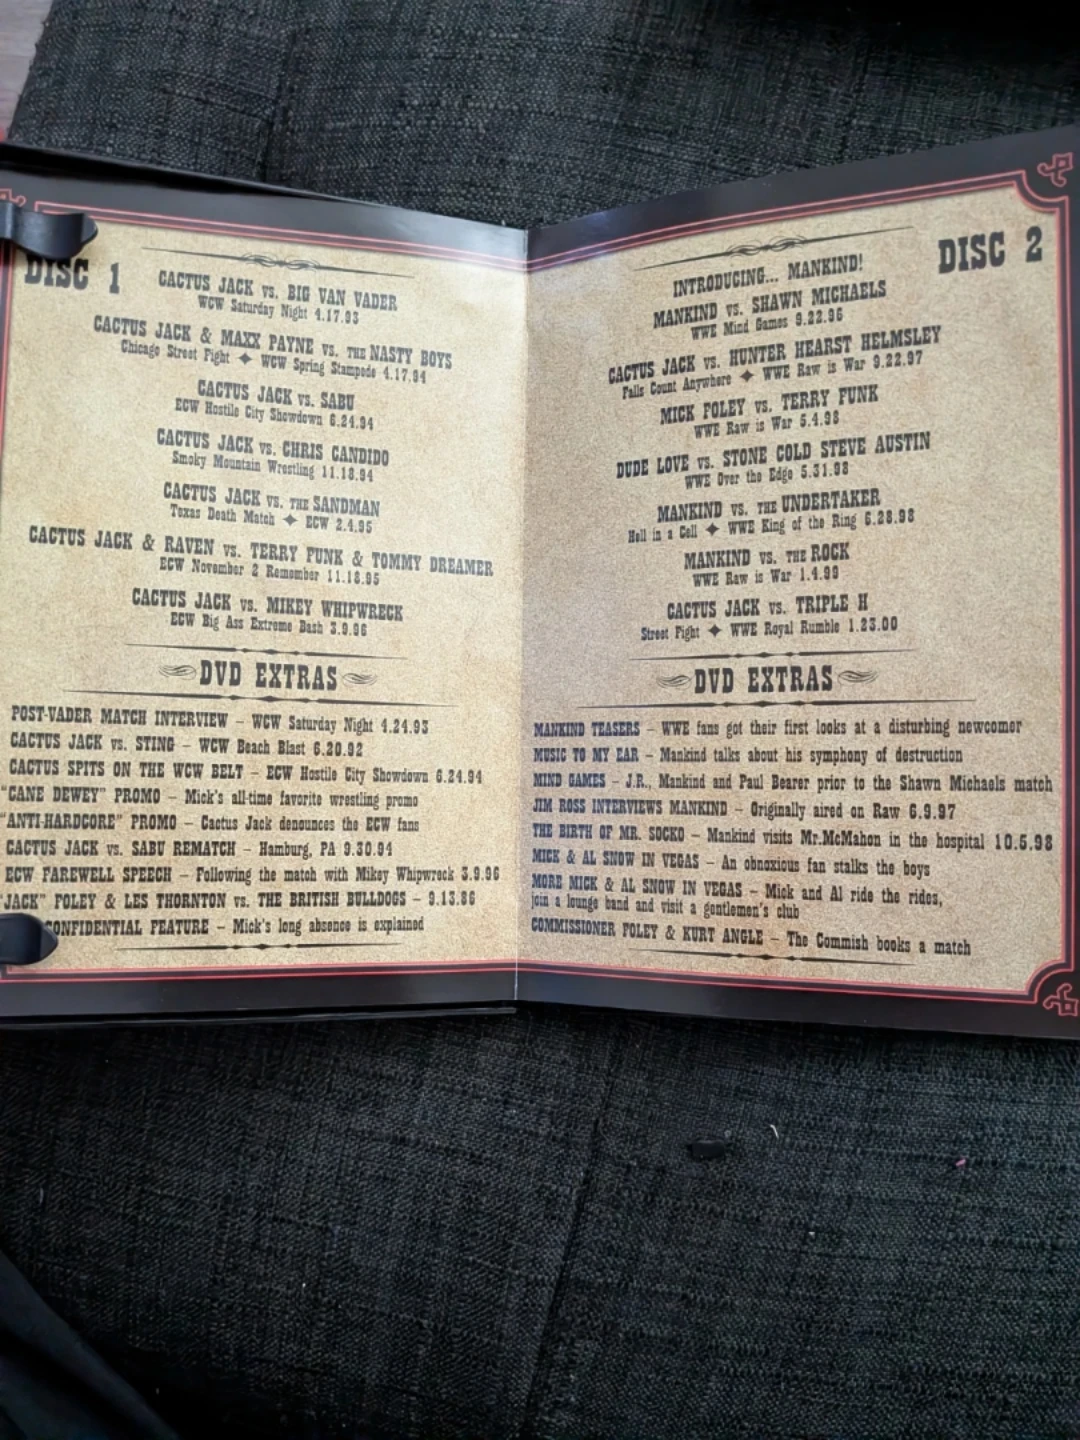 DISC 1
CACTUS JACK vs. BIG VAN VADER
WCW Saturday Night 4.17.93
CACTUS JACK & MAXX PAYNE vs. THE NASTY BOYS
Chicago Street Fight ✦ WCW Spring Stampede 4.17.94
CACTUS JACK vs. SABU
ECW Hostile City Showdown 6.24.94
CACTUS JACK vs. CHRIS CANDIDO
Smoky Mountain Wrestling 11.18.94
CACTUS JACK vs. THE SANDMAN
Texas Death Match ✦ ECW 2.4.95
CACTUS JACK & RAVEN vs. TERRY FUNK & TOMMY DREAMER
ECW November 2 Remember 11.18.95
CACTUS JACK vs. MIKEY WHIPWRECK
ECW Big Ass Extreme Bash 3.9.96
DVD EXTRAS
POST-VADER MATCH INTERVIEW – WCW Saturday Night 4.24.93
CACTUS JACK vs. STING – WCW Beach Blast 6.20.92
CACTUS SPITS ON THE WCW BELT – ECW Hostile City Showdown 6.24.94
"CANE DEWEY" PROMO – Mick's all-time favorite wrestling promo
"ANTI-HARDCORE" PROMO – Cactus Jack denounces the ECW fans
CACTUS JACK vs. SABU REMATCH – Hamburg, PA 9.30.94
ECW FAREWELL SPEECH – Following the match with Mikey Whipwreck 3.9.96
"JACK" FOLEY & LES THORNTON vs. THE BRITISH BULLDOGS – 9.13.86
CONFIDENTIAL FEATURE – Mick's long absence is explained
DISC 2
INTRODUCING... MANKIND!
MANKIND vs. SHAWN MICHAELS
WWE Mind Games 9.22.96
CACTUS JACK vs. HUNTER HEARST HELMSLEY
Falls Count Anywhere ✦ WWE Raw is War 9.22.97
MICK FOLEY vs. TERRY FUNK
WWE Raw is War 5.4.98
DUDE LOVE vs. STONE COLD STEVE AUSTIN
WWE Over the Edge 5.31.98
MANKIND vs. THE UNDERTAKER
Hell in a Cell ✦ WWE King of the Ring 6.28.98
MANKIND vs. THE ROCK
WWE Raw is War 1.4.99
CACTUS JACK vs. TRIPLE H
Street Fight ✦ WWE Royal Rumble 1.23.00
DVD EXTRAS
MANKIND TEASERS – WWE fans got their first looks at a disturbing newcomer
MUSIC TO MY EAR – Mankind talks about his symphony of destruction
MIND GAMES – J.R., Mankind and Paul Bearer prior to the Shawn Michaels match
JIM ROSS INTERVIEWS MANKIND – Originally aired on Raw 6.9.97
THE BIRTH OF MR. SOCKO – Mankind visits Mr.McMahon in the hospital 10.5.98
MICK & AL SNOW IN VEGAS – An obnoxious fan stalks the boys
MORE MICK & AL SNOW IN VEGAS – Mick and Al ride the rides,
join a lounge band and visit a gentlemen's club
COMMISSIONER FOLEY & KURT ANGLE – The Commish books a match